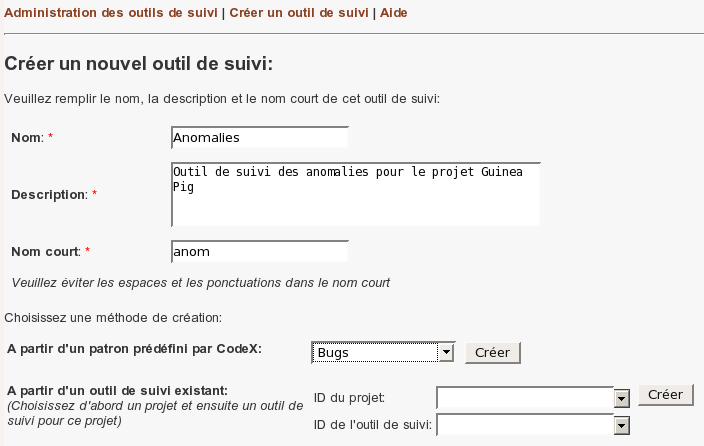 Administration des outils de suivi | Créer un outil de suivi | Aide
Créer un nouvel outil de suivi:
Veuillez remplir le nom, la description et le nom court de cet outil de suivi:
Nom: * Anomalies
Description: * Outil de suivi des anomalies pour le projet Guinea
Pig
Nom court: * anom
Veuillez éviter les espaces et les ponctuations dans le nom court
Choisissez une méthode de création:
A partir d'un patron prédéfini par CodeX: Bugs Créer
A partir d'un outil de suivi existant: ID du projet: Créer
(Choisissez d'abord un projet et ensuite un outil de
suivi pour ce projet) ID de l'outil de suivi: